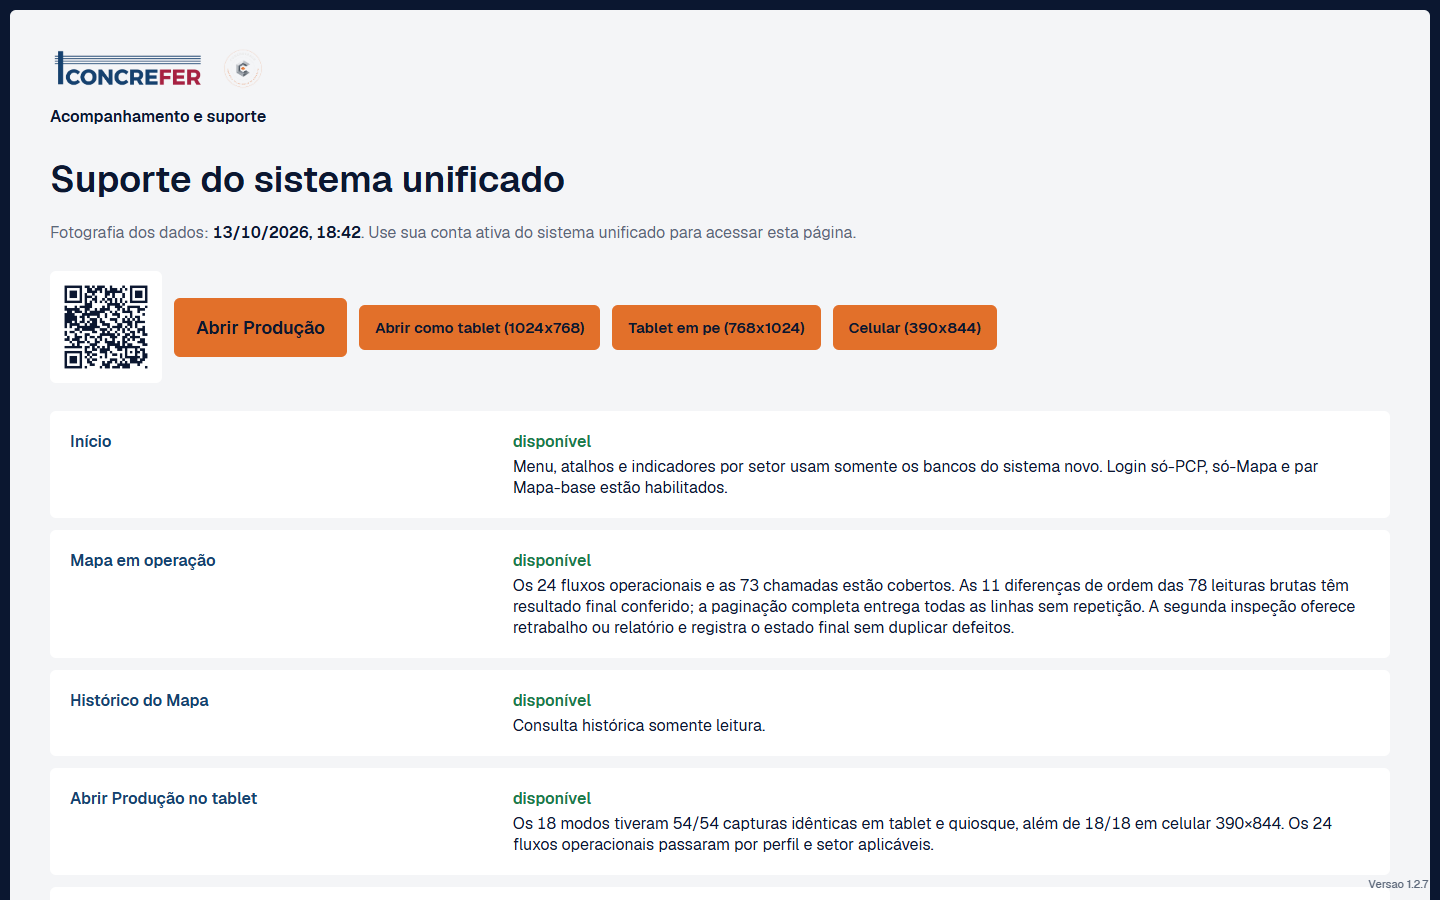 CONCREFER
Acompanhamento e suporte
Suporte do sistema unificado
Fotografia dos dados: 13/10/2026, 18:42. Use sua conta ativa do sistema unificado para acessar esta página.
Abrir Produção
Abrir como tablet (1024x768)
Tablet em pe (768x1024)
Celular (390x844)
Início
disponível
Menu, atalhos e indicadores por setor usam somente os bancos do sistema novo. Login só-PCP, só-Mapa e par
Mapa-base estão habilitados.
Mapa em operação
disponível
Os 24 fluxos operacionais e as 73 chamadas estão cobertos. As 11 diferenças de ordem das 78 leituras brutas têm
resultado final conferido; a paginação completa entrega todas as linhas sem repetição. A segunda inspeção oferece
retrabalho ou relatório e registra o estado final sem duplicar defeitos.
Histórico do Mapa
disponível
Consulta histórica somente leitura.
Abrir Produção no tablet
disponível
Os 18 modos tiveram 54/54 capturas idênticas em tablet e quiosque, além de 18/18 em celular 390×844. Os 24
fluxos operacionais passaram por perfil e setor aplicáveis.
Versao 1.2.7